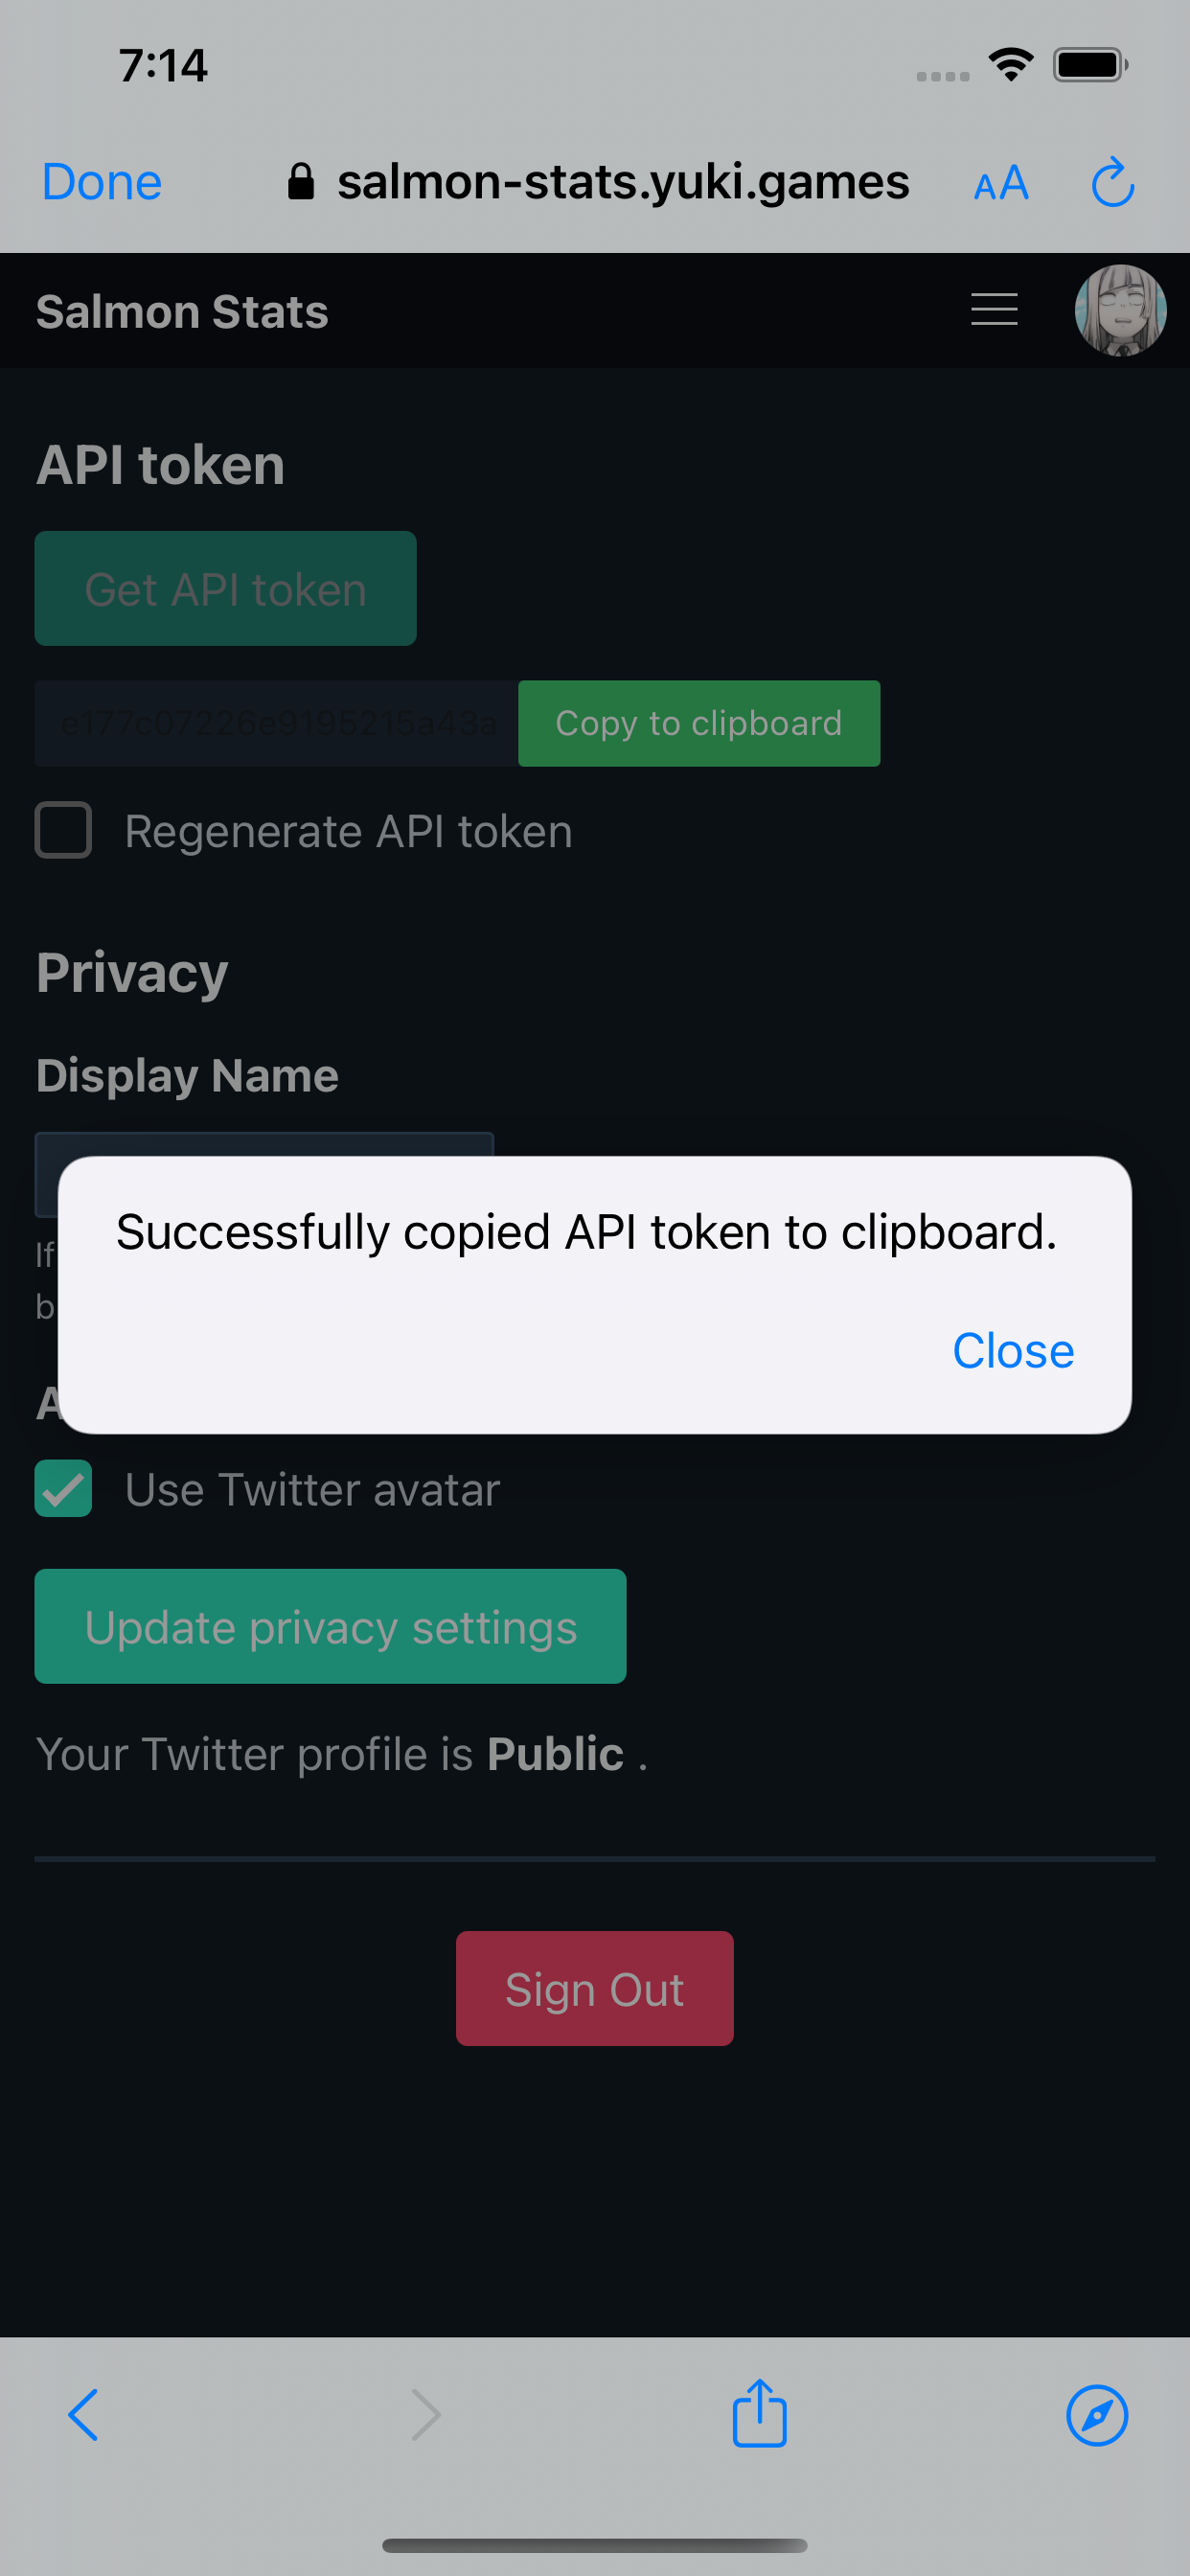 7:14
Done
salmon-stats.yuki.games
AA
Salmon Stats
API token
Get API token
e177c07226e9195215a43a
Copy to clipboard
Regenerate API token
Privacy
Display Name
If
b
Successfully copied API token to clipboard.
Close
A
Use Twitter avatar
Update privacy settings
Your Twitter profile is Public .
Sign Out